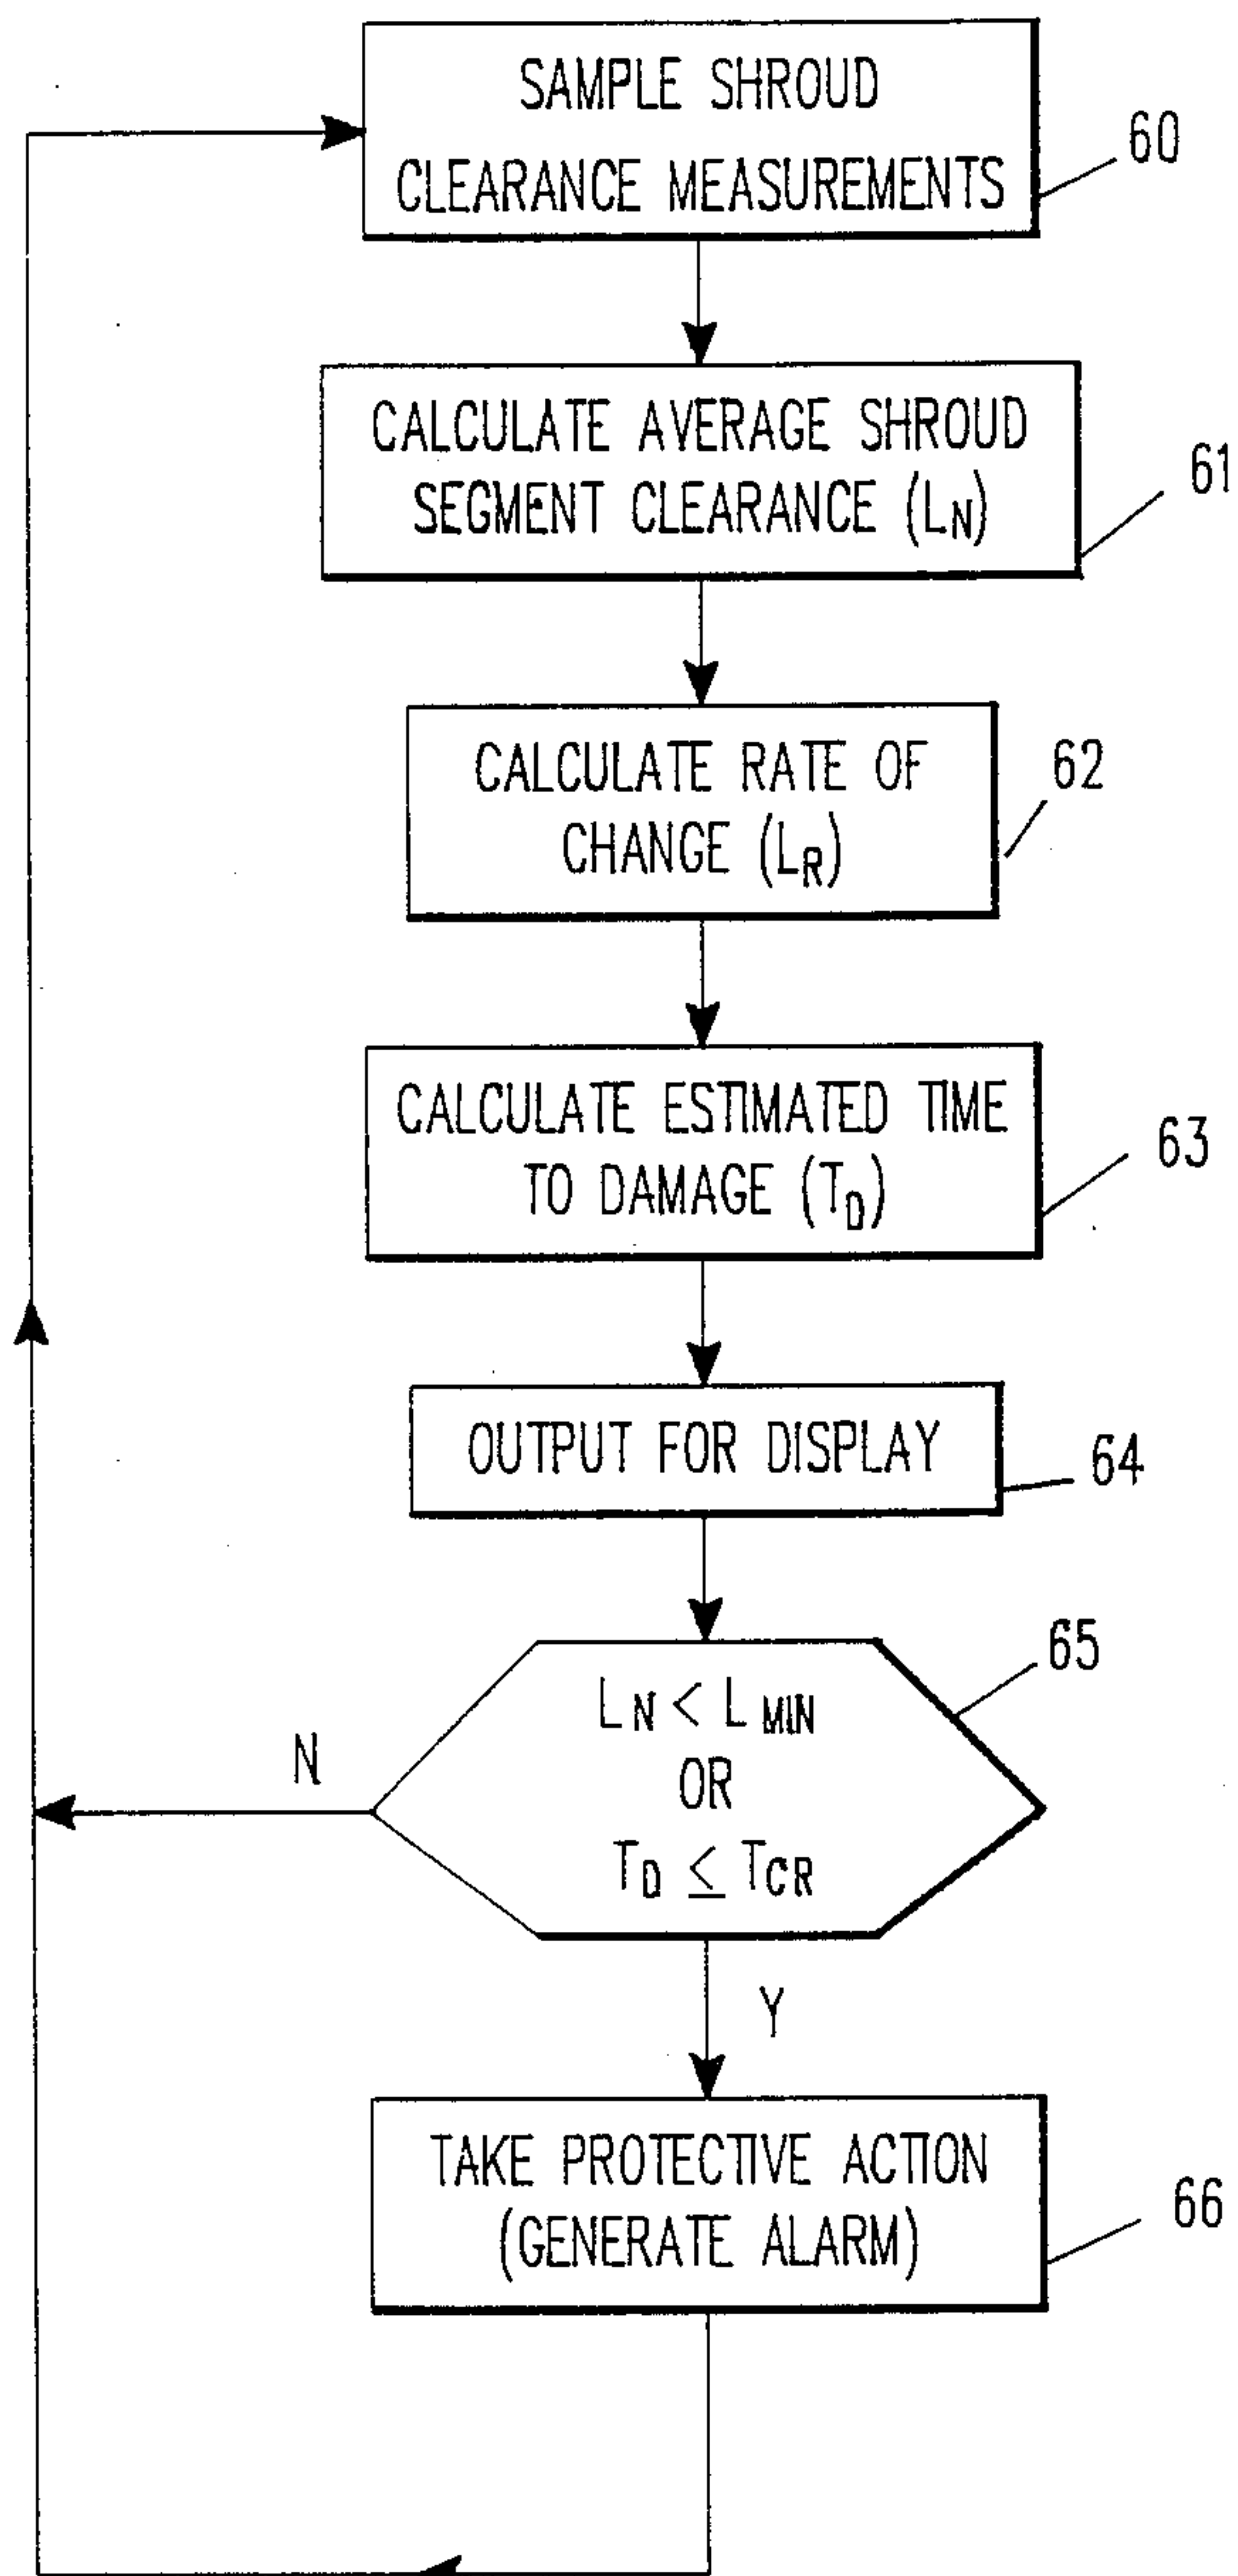 SAMPLE SHROUD
CLEARANCE MEASUREMENTS
60
CALCULATE AVERAGE SHROUD
SEGMENT CLEARANCE (LN)
61
CALCULATE RATE OF
CHANGE (LR)
62
CALCULATE ESTIMATED TIME
TO DAMAGE (TD)
63
OUTPUT FOR DISPLAY
64
LN < LMIN
OR
TD ≤ TCR
65
N
Y
TAKE PROTECTIVE ACTION
(GENERATE ALARM)
66